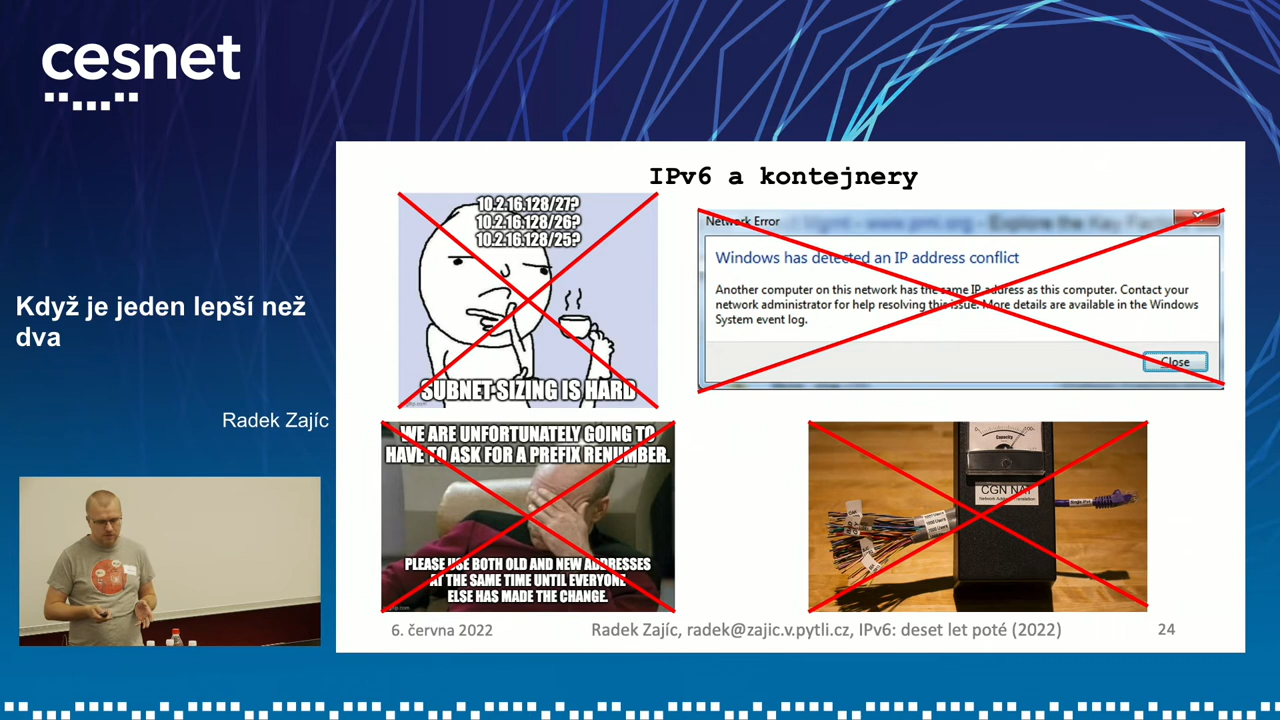 cesnet
Když je jeden lepší než
dva
Radek Zajíc
IPv6 a kontejnery
10.2.16.128/27?
10.2.16.128/26?
10.2.16.128/25?
SUBNET SIZING IS HARD
Network Error
Windows has detected an IP address conflict
Another computer on this network has the same IP address as this computer. Contact your
network administrator for help resolving this issue. More details are available in the Windows
System event log.
Close
WE ARE UNFORTUNATELY GOING TO
HAVE TO ASK FOR A PREFIX RENUMBER.
PLEASE USE BOTH OLD AND NEW ADDRESSES
AT THE SAME TIME UNTIL EVERYONE
ELSE HAS MADE THE CHANGE.
Capacity
CGN NAT
Network Address Translation
Single IPv4
6. června 2022
Radek Zajíc, radek@zajic.v.pytli.cz, IPv6: deset let poté (2022)
24